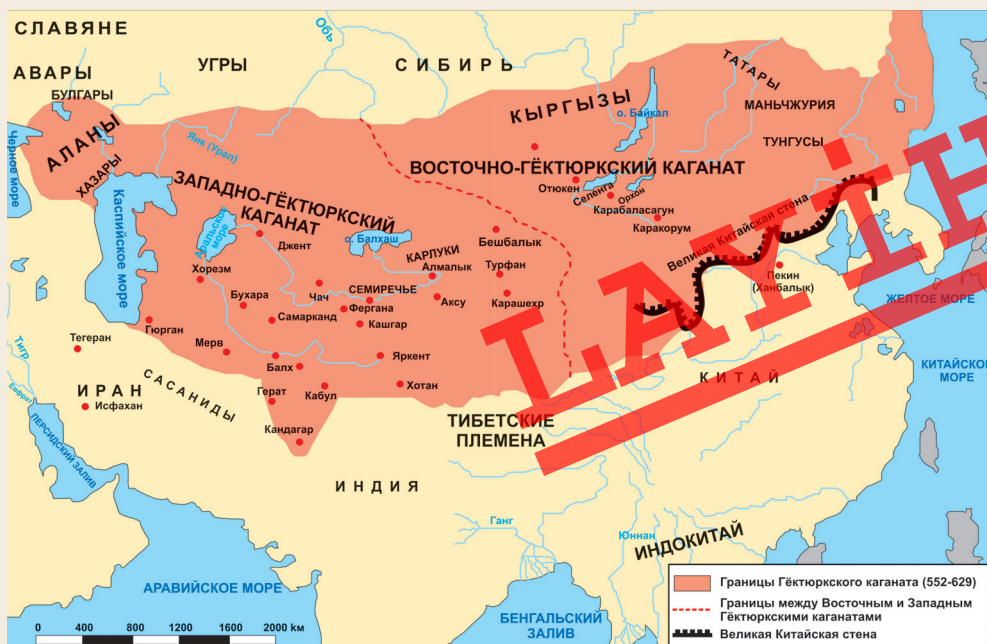 СЛАВЯНЕ
АВАРЫ
БУЛГАРЫ
УГРЫ
Обь
СИБИРЬ
ТАТАРЫ
МАНЬЧЖУРИЯ
ТУНГУСЫ
КЫРГЫЗЫ
о. Байкал
Черное море
АЛАНЫ
ХАЗАРЫ
Яик (Урал)
ЗАПАДНО-ГЁКТЮРКСКИЙ
КАГАНАТ
ВОСТОЧНО-ГЁКТЮРКСКИЙ КАГАНАТ
Отюкен
Селенга
Орхон
Карабаласагун
Каракорум
Великая Китайская стена
Каспийское море
Аральское
море
Джент
о. Балхаш
КАРЛУКИ
Алмалык
Бешбалык
Турфан
Карашехр
Аксу
Хорезм
Бухара
Чач
СЕМИРЕЧЬЕ
Фергана
Самарканд
Кашгар
Пекин
(Ханбалык)
ЖЕЛТОЕ МОРЕ
Гюрган
Тегеран
Мерв
Балх
Яркент
Хотан
Герат
Кабул
Кандагар
Тигр
Евфрат
ИРАН
Исфахан
САСАНИДЫ
ПЕРСИДСКИЙ ЗАЛИВ
ТИБЕТСКИЕ
ПЛЕМЕНА
КИТАЙ
КИТАЙСКОЕ
МОРЕ
ИНДИЯ
Ганг
Юннан
ИНДОКИТАЙ
АРАВИЙСКОЕ МОРЕ
БЕНГАЛЬСКИЙ
ЗАЛИВ
0 400 800 1200 1600 2000 км
Границы Гёктюркского каганата (552-629)
Границы между Восточным и Западным
Гёктюркскими каганатами
Великая Китайская стена